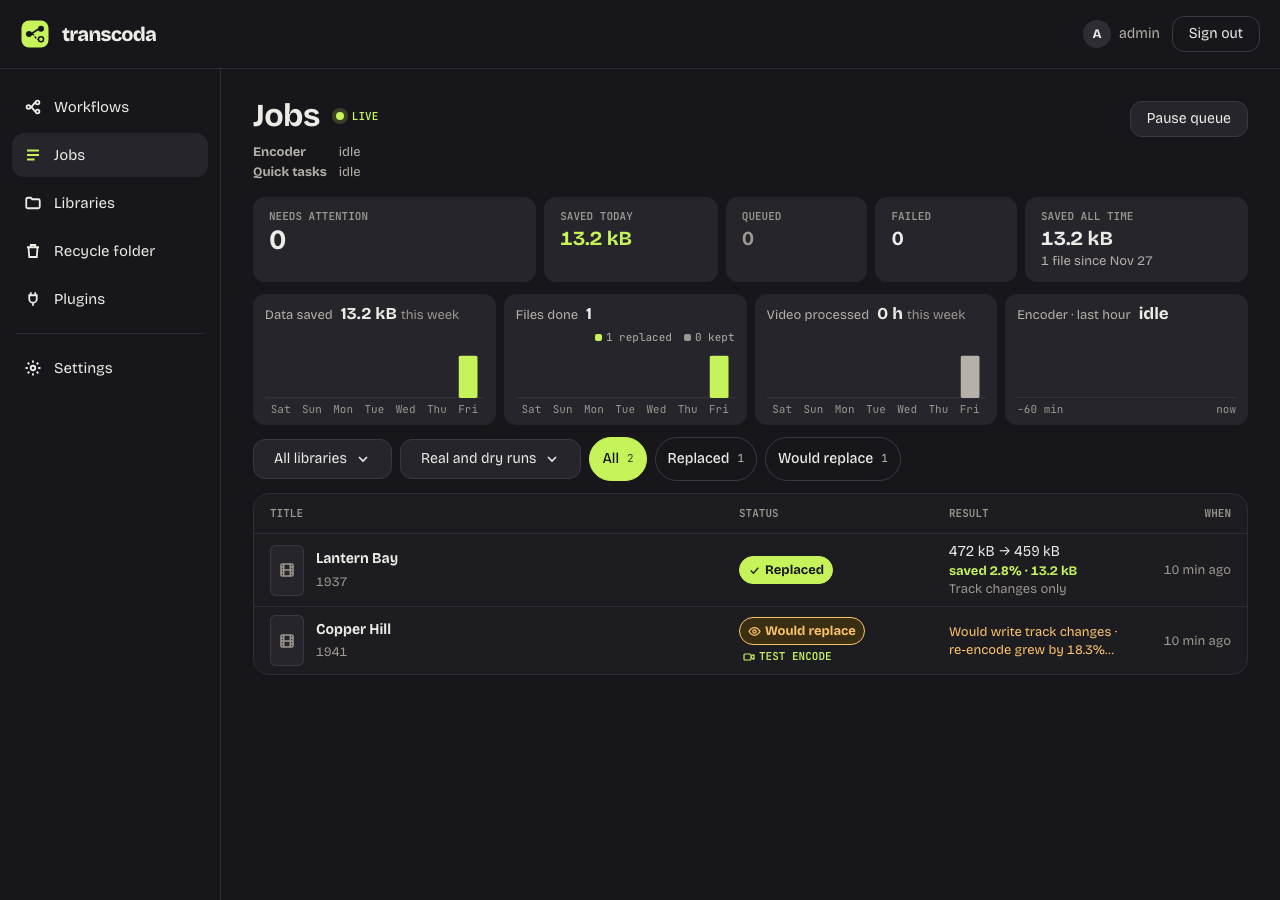 transcoda
A admin Sign out
Workflows
Jobs
Libraries
Recycle folder
Plugins
Settings
Jobs LIVE
Pause queue
Encoder idle
Quick tasks idle
NEEDS ATTENTION
0
SAVED TODAY
13.2 kB
QUEUED
0
FAILED
0
SAVED ALL TIME
13.2 kB
1 file since Nov 27
Data saved 13.2 kB this week
Sat Sun Mon Tue Wed Thu Fri
Files done 1
1 replaced 0 kept
Sat Sun Mon Tue Wed Thu Fri
Video processed 0 h this week
Sat Sun Mon Tue Wed Thu Fri
Encoder · last hour idle
-60 min now
All libraries Real and dry runs All 2 Replaced 1 Would replace 1
TITLE STATUS RESULT WHEN
Lantern Bay
1937
Replaced
472 kB → 459 kB
saved 2.8% · 13.2 kB
Track changes only
10 min ago
Copper Hill
1941
Would replace
TEST ENCODE
Would write track changes ·
re-encode grew by 18.3%...
10 min ago